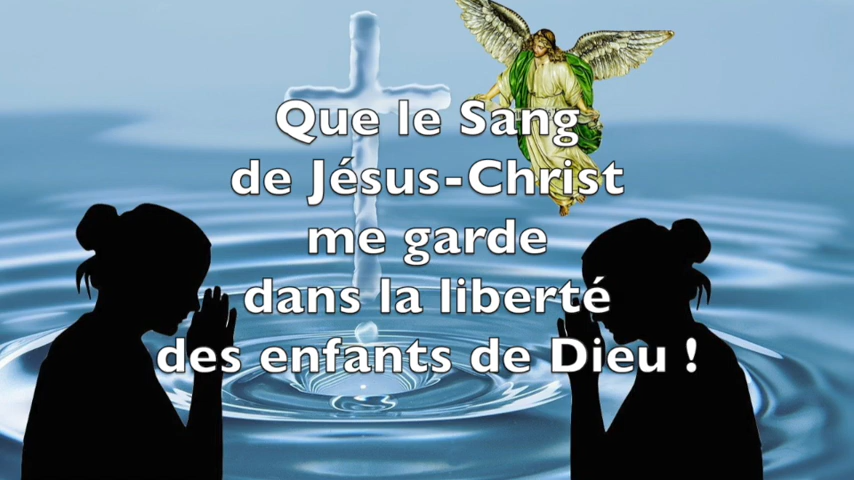 Que le Sang
de Jésus-Christ
me garde
dans la liberté
des enfants de Dieu !